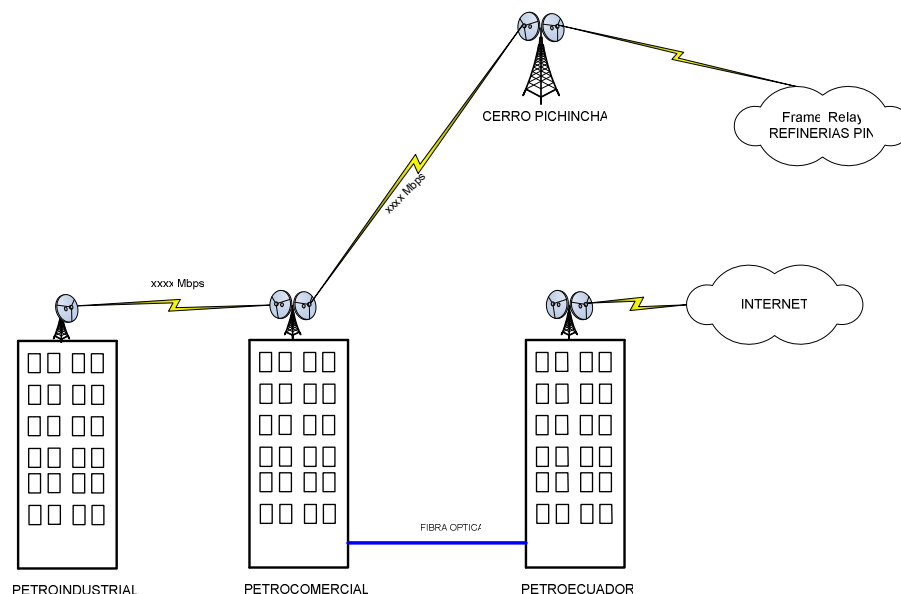 CERRO PICHINCHA
Frame Relay
REFINERIAS PIN
xxxx Mbps
xxxx Mbps
INTERNET
FIBRA OPTICA
PETROINDUSTRIAL
PETROCOMERCIAL
PETROECUADOR